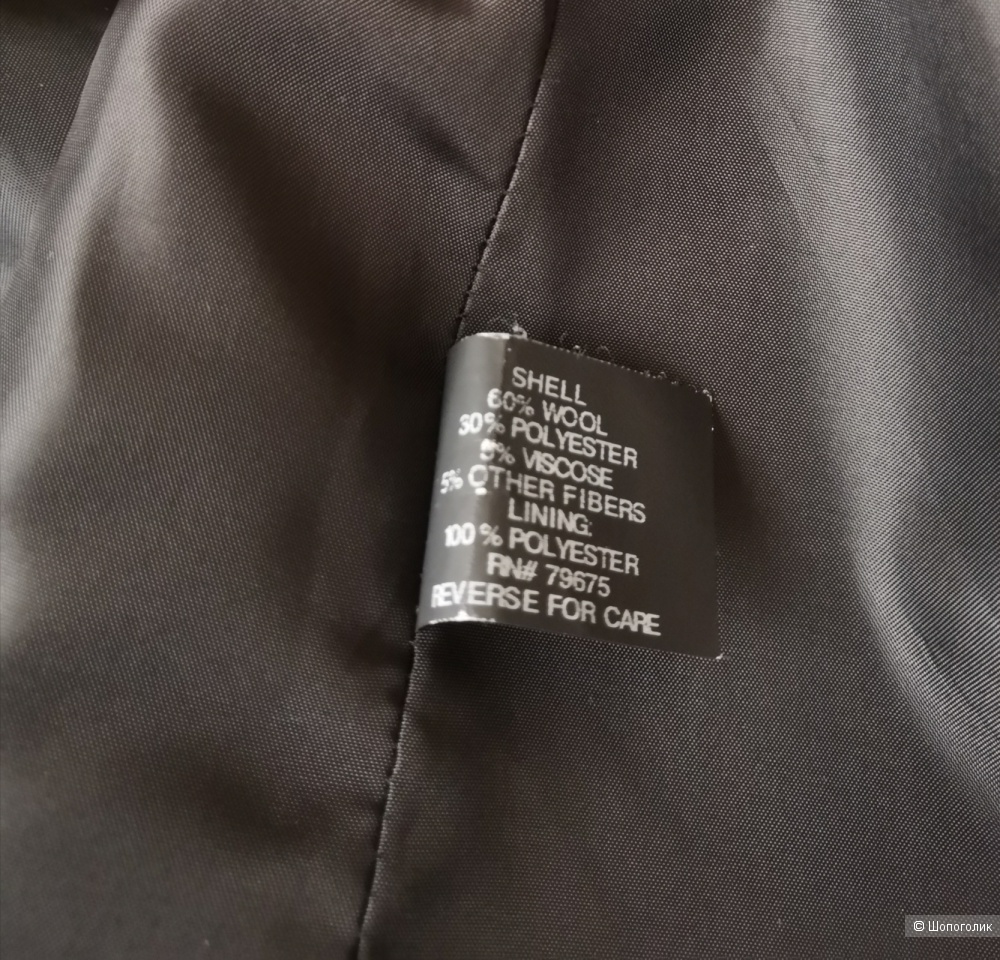 SHELL
60% WOOL
30% POLYESTER
5% VISCOSE
5% OTHER FIBERS
LINING:
100% POLYESTER
RN# 79675
REVERSE FOR CARE
© Шопоголик